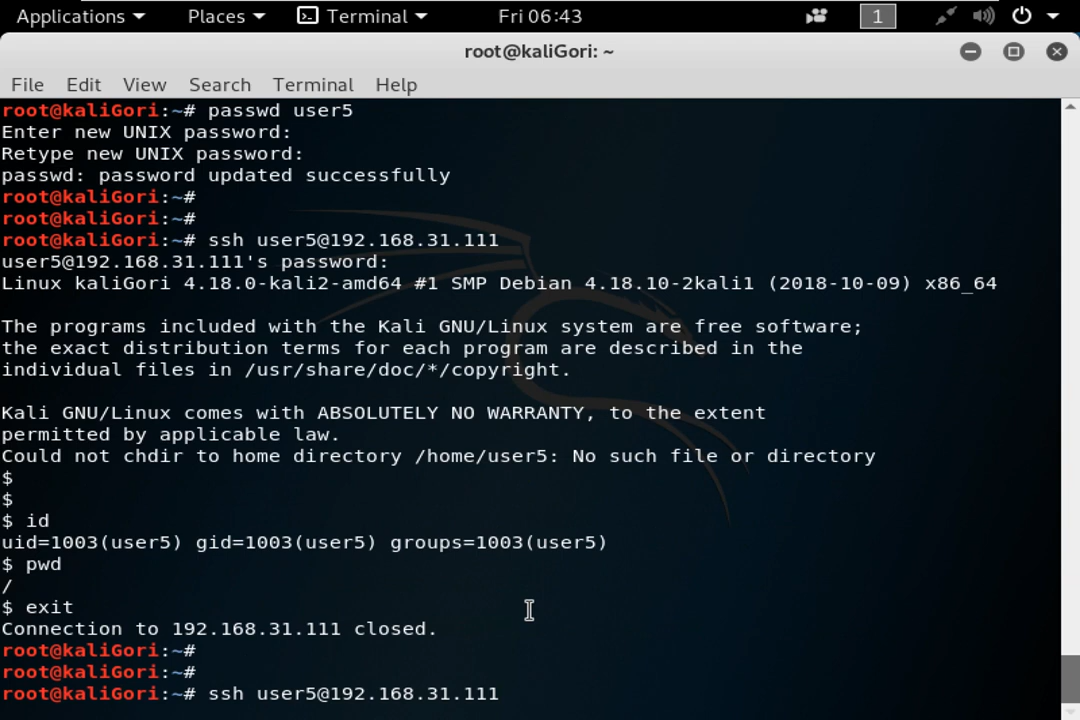 Applications Places Terminal Fri 06:43 1
root@kaliGori: ~
File Edit View Search Terminal Help
root@kaliGori:~# passwd user5
Enter new UNIX password:
Retype new UNIX password:
passwd: password updated successfully
root@kaliGori:~#
root@kaliGori:~#
root@kaliGori:~# ssh user5@192.168.31.111
user5@192.168.31.111's password:
Linux kaliGori 4.18.0-kali2-amd64 #1 SMP Debian 4.18.10-2kali1 (2018-10-09) x86_64
The programs included with the Kali GNU/Linux system are free software;
the exact distribution terms for each program are described in the
individual files in /usr/share/doc/*/copyright.
Kali GNU/Linux comes with ABSOLUTELY NO WARRANTY, to the extent
permitted by applicable law.
Could not chdir to home directory /home/user5: No such file or directory
$
$
$ id
uid=1003(user5) gid=1003(user5) groups=1003(user5)
$ pwd
/
$ exit
Connection to 192.168.31.111 closed.
root@kaliGori:~#
root@kaliGori:~#
root@kaliGori:~# ssh user5@192.168.31.111